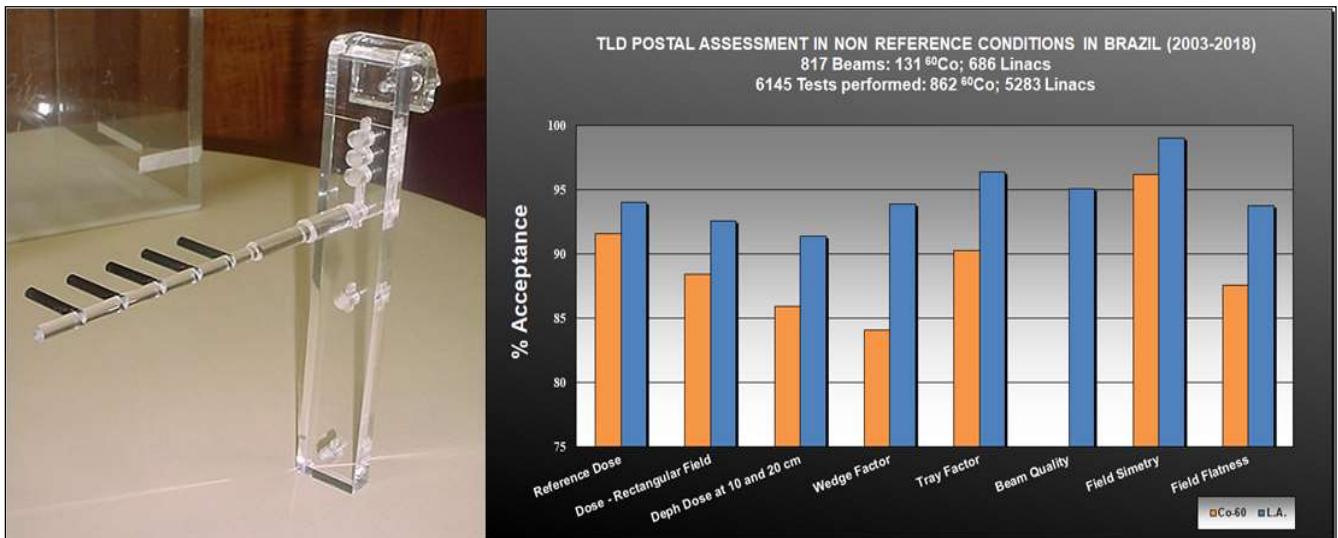 TLD POSTAL ASSESSMENT IN NON REFERENCE CONDITIONS IN BRAZIL (2003-2018)
817 Beams: 131 ⁶⁰Co; 686 Linacs
6145 Tests performed: 862 ⁶⁰Co; 5283 Linacs
% Acceptance
100
95
90
85
80
75
Reference Dose
Dose - Rectangular Field
Deph Dose at 10 and 20 cm
Wedge Factor
Tray Factor
Beam Quality
Field Simetry
Field Flatness
Co-60 L.A.